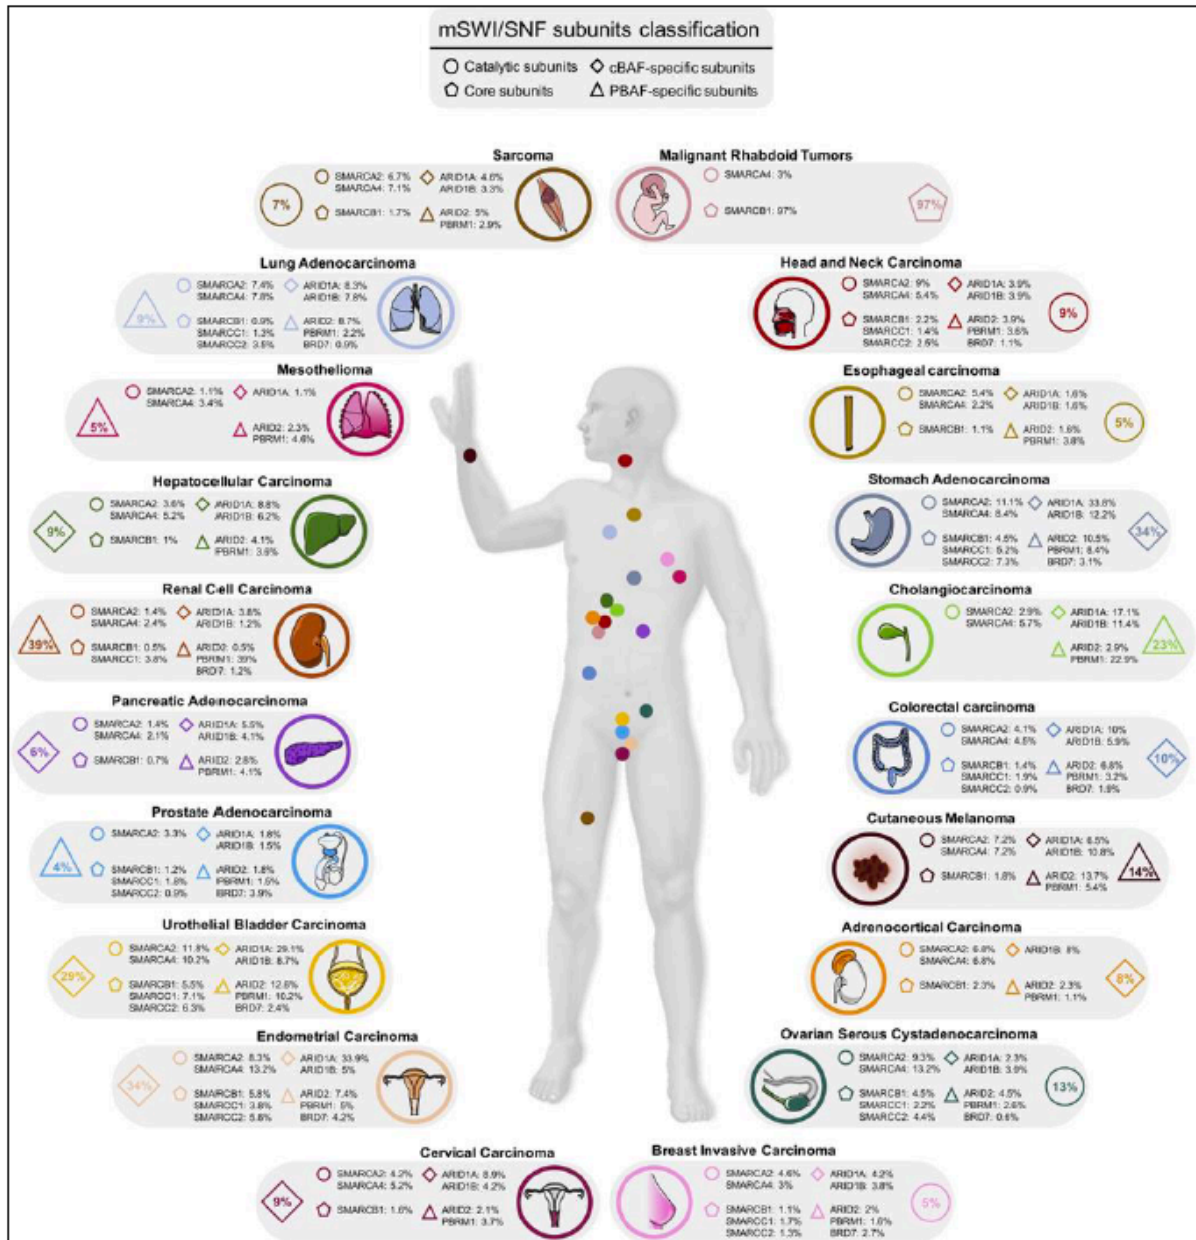 mSWI/SNF subunits classification
Catalytic subunits
cBAF-specific subunits
Core subunits
PBAF-specific subunits
Sarcoma
7%
SMARCA2: 6.7%
SMARCA4: 7.1%
ARID1A: 4.6%
ARID1B: 3.3%
SMARCB1: 1.7%
ARID2: 5%
PBRM1: 2.9%
Malignant Rhabdoid Tumors
SMARCA4: 3%
SMARCB1: 97%
97%
Lung Adenocarcinoma
9%
SMARCA2: 7.4%
SMARCA4: 7.8%
ARID1A: 8.3%
ARID1B: 7.8%
SMARCB1: 0.9%
SMARCC1: 1.3%
SMARCC2: 3.5%
ARID2: 8.7%
PBRM1: 2.2%
BRD7: 0.9%
Head and Neck Carcinoma
SMARCA2: 9%
SMARCA4: 5.4%
ARID1A: 3.9%
ARID1B: 3.9%
SMARCB1: 2.2%
SMARCC1: 1.4%
SMARCC2: 2.5%
ARID2: 3.9%
PBRM1: 3.6%
BRD7: 1.1%
9%
Mesothelioma
5%
SMARCA2: 1.1%
SMARCA4: 3.4%
ARID1A: 1.1%
ARID2: 2.3%
PBRM1: 4.6%
Esophageal carcinoma
SMARCA2: 5.4%
SMARCA4: 2.2%
ARID1A: 1.6%
ARID1B: 1.6%
SMARCB1: 1.1%
ARID2: 1.6%
PBRM1: 3.8%
5%
Hepatocellular Carcinoma
9%
SMARCA2: 3.6%
SMARCA4: 5.2%
ARID1A: 8.8%
ARID1B: 6.2%
SMARCB1: 1%
ARID2: 4.1%
PBRM1: 3.6%
Stomach Adenocarcinoma
SMARCA2: 11.1%
SMARCA4: 8.4%
ARID1A: 33.8%
ARID1B: 12.2%
SMARCB1: 4.5%
SMARCC1: 5.2%
SMARCC2: 7.3%
ARID2: 10.5%
PBRM1: 8.4%
BRD7: 3.1%
34%
Renal Cell Carcinoma
39%
SMARCA2: 1.4%
SMARCA4: 2.4%
ARID1A: 3.8%
ARID1B: 1.2%
SMARCB1: 0.5%
SMARCC1: 3.8%
ARID2: 0.5%
PBRM1: 39%
BRD7: 1.2%
Cholangiocarcinoma
SMARCA2: 2.9%
SMARCA4: 5.7%
ARID1A: 17.1%
ARID1B: 11.4%
ARID2: 2.9%
PBRM1: 22.9%
23%
Pancreatic Adenocarcinoma
6%
SMARCA2: 1.4%
SMARCA4: 2.1%
ARID1A: 5.5%
ARID1B: 4.1%
SMARCB1: 0.7%
ARID2: 2.8%
PBRM1: 4.1%
Colorectal carcinoma
SMARCA2: 4.1%
SMARCA4: 4.5%
ARID1A: 10%
ARID1B: 5.9%
SMARCB1: 1.4%
SMARCC1: 1.9%
SMARCC2: 0.9%
ARID2: 6.8%
PBRM1: 3.2%
BRD7: 1.9%
10%
Prostate Adenocarcinoma
4%
SMARCA2: 3.3%
ARID1A: 1.8%
ARID1B: 1.5%
SMARCB1: 1.2%
SMARCC1: 1.8%
SMARCC2: 0.9%
ARID2: 1.8%
PBRM1: 1.5%
BRD7: 3.9%
Cutaneous Melanoma
SMARCA2: 7.2%
SMARCA4: 7.2%
ARID1A: 6.5%
ARID1B: 10.8%
SMARCB1: 1.8%
ARID2: 13.7%
PBRM1: 5.4%
14%
Urothelial Bladder Carcinoma
29%
SMARCA2: 11.8%
SMARCA4: 10.2%
ARID1A: 29.1%
ARID1B: 8.7%
SMARCB1: 5.5%
SMARCC1: 7.1%
SMARCC2: 6.3%
ARID2: 12.6%
PBRM1: 10.2%
BRD7: 2.4%
Adrenocortical Carcinoma
SMARCA2: 6.8%
SMARCA4: 6.8%
ARID1B: 8%
SMARCB1: 2.3%
ARID2: 2.3%
PBRM1: 1.1%
8%
Endometrial Carcinoma
34%
SMARCA2: 8.3%
SMARCA4: 13.2%
ARID1A: 33.9%
ARID1B: 5%
SMARCB1: 5.8%
SMARCC1: 3.8%
SMARCC2: 5.8%
ARID2: 7.4%
PBRM1: 5%
BRD7: 4.2%
Ovarian Serous Cystadenocarcinoma
SMARCA2: 9.3%
SMARCA4: 13.2%
ARID1A: 2.3%
ARID1B: 3.9%
SMARCB1: 4.5%
SMARCC1: 2.2%
SMARCC2: 4.4%
ARID2: 4.5%
PBRM1: 2.6%
BRD7: 0.6%
13%
Cervical Carcinoma
9%
SMARCA2: 4.2%
SMARCA4: 5.2%
ARID1A: 8.9%
ARID1B: 4.2%
SMARCB1: 1.6%
ARID2: 2.1%
PBRM1: 3.7%
Breast Invasive Carcinoma
SMARCA2: 4.6%
SMARCA4: 3%
ARID1A: 4.2%
ARID1B: 3.8%
SMARCB1: 1.1%
SMARCC1: 1.7%
SMARCC2: 1.3%
ARID2: 2%
PBRM1: 1.6%
BRD7: 2.7%
5%